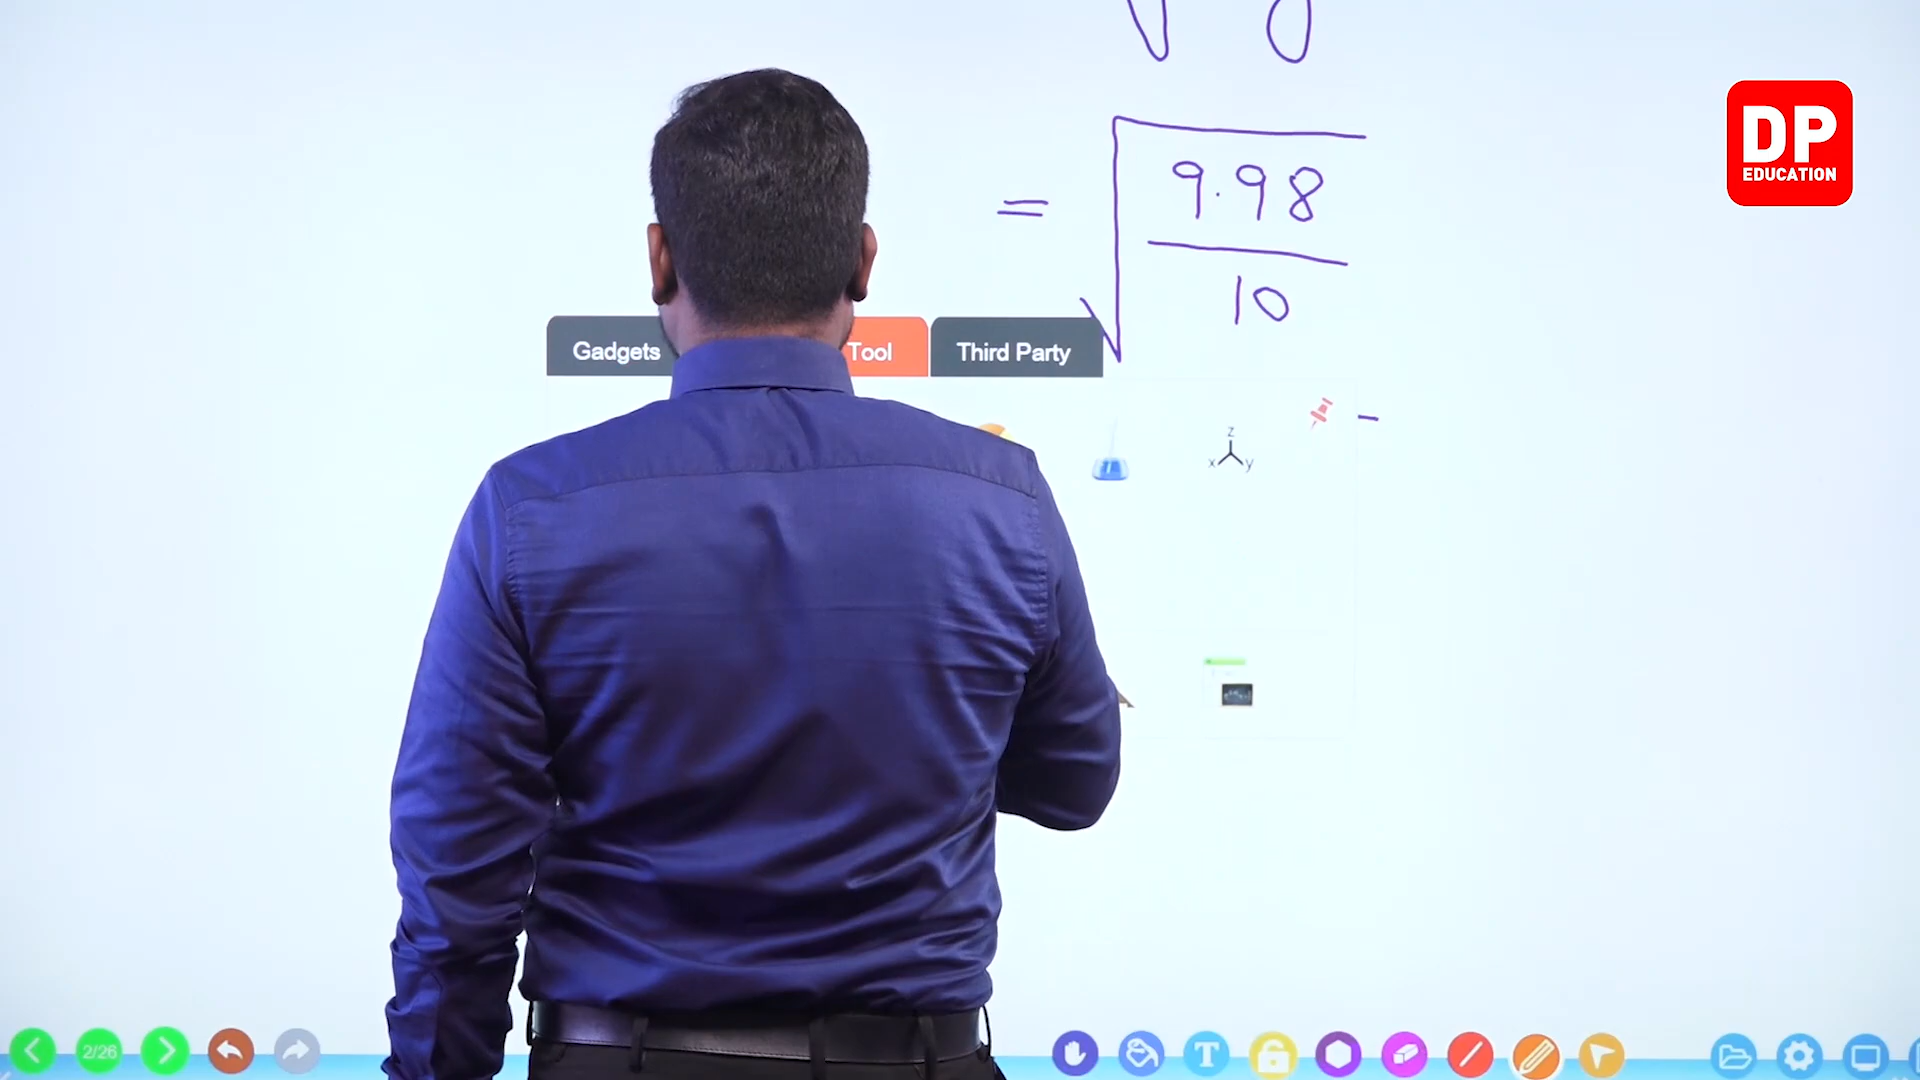 = √
9.98
10
DP
EDUCATION
Gadgets
Tool
Third Party
z
x y
-
2/26
T